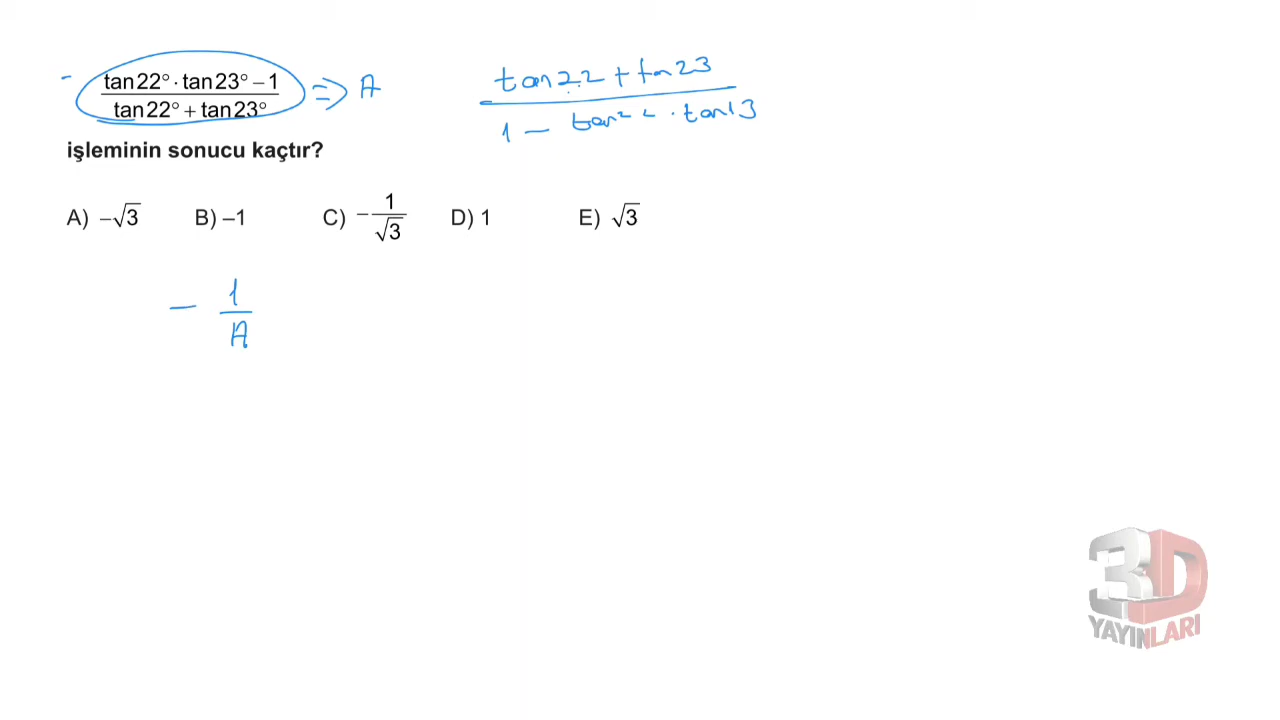 - tan22° · tan23° – 1 ⇒ A
tan22° + tan23°
tan22 + tan23
1 – tan22 · tan23
işleminin sonucu kaçtır?
A) –√3 B) –1 C) – 1/√3 D) 1 E) √3
– 1
A
3D
YAYINLARI